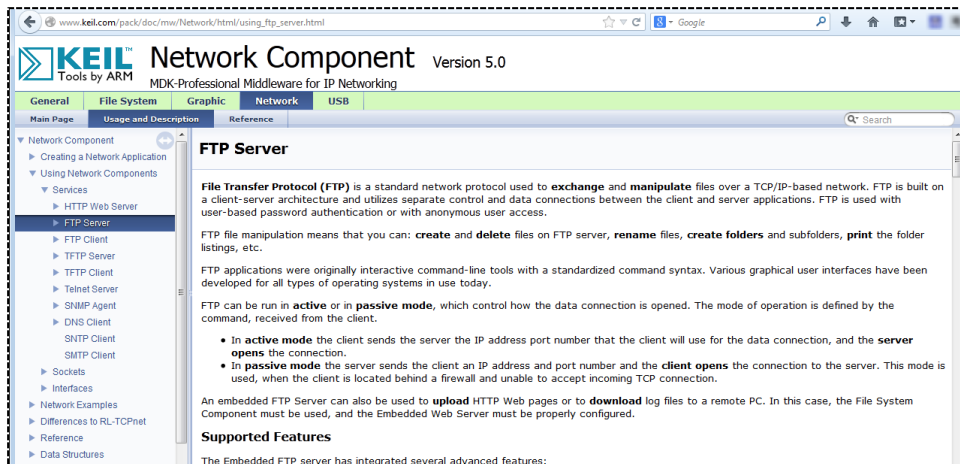 www.keil.com/pack/doc/mw/Network/html/using_ftp_server.html
Google
KEIL™
Tools by ARM
Network Component Version 5.0
MDK-Professional Middleware for IP Networking
General File System Graphic Network USB
Main Page Usage and Description Reference
Search
Network Component
Creating a Network Application
Using Network Components
Services
HTTP Web Server
FTP Server
FTP Client
TFTP Server
TFTP Client
Telnet Server
SNMP Agent
DNS Client
SNTP Client
SMTP Client
Sockets
Interfaces
Network Examples
Differences to RL-TCPnet
Reference
Data Structures
FTP Server
File Transfer Protocol (FTP) is a standard network protocol used to exchange and manipulate files over a TCP/IP-based network. FTP is built on
a client-server architecture and utilizes separate control and data connections between the client and server applications. FTP is used with
user-based password authentication or with anonymous user access.
FTP file manipulation means that you can: create and delete files on FTP server, rename files, create folders and subfolders, print the folder
listings, etc.
FTP applications were originally interactive command-line tools with a standardized command syntax. Various graphical user interfaces have been
developed for all types of operating systems in use today.
FTP can be run in active or in passive mode, which control how the data connection is opened. The mode of operation is defined by the
command, received from the client.
• In active mode the client sends the server the IP address port number that the client will use for the data connection, and the server
opens the connection.
• In passive mode the server sends the client an IP address and port number and the client opens the connection to the server. This mode is
used, when the client is located behind a firewall and unable to accept incoming TCP connection.
An embedded FTP Server can also be used to upload HTTP Web pages or to download log files to a remote PC. In this case, the File System
Component must be used, and the Embedded Web Server must be properly configured.
Supported Features
The Embedded FTP server has integrated several advanced features: